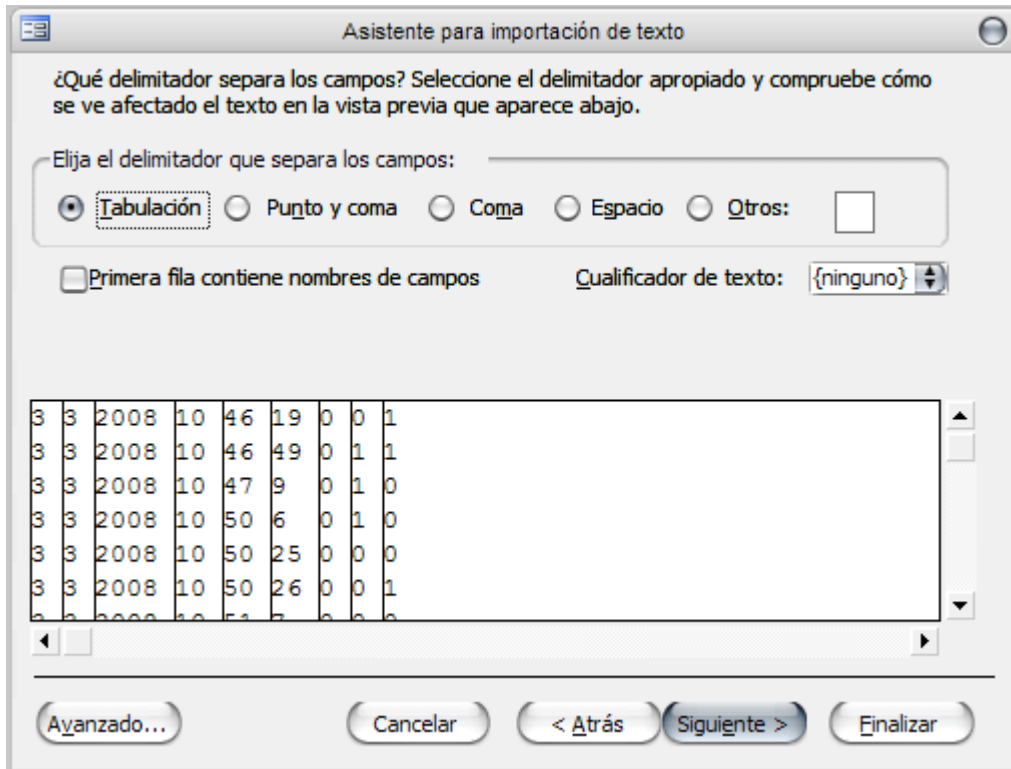 Asistente para importación de texto
¿Qué delimitador separa los campos? Seleccione el delimitador apropiado y compruebe cómo
se ve afectado el texto en la vista previa que aparece abajo.
Elija el delimitador que separa los campos:
Tabulación Punto y coma Coma Espacio Otros:
Primera fila contiene nombres de campos Cualificador de texto: {ninguno}
3 3 2008 10 46 19 0 0 1
3 3 2008 10 46 49 0 1 1
3 3 2008 10 47 9 0 1 0
3 3 2008 10 50 6 0 1 0
3 3 2008 10 50 25 0 0 0
3 3 2008 10 50 26 0 0 1
Avanzado... Cancelar < Atrás Siguiente > Finalizar